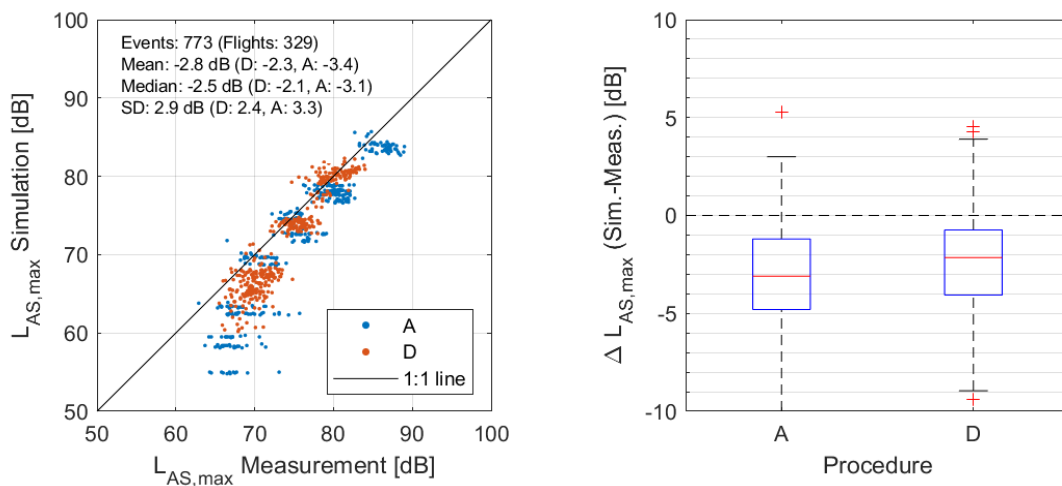 100
90
80
70
60
50
50
60
70
80
90
100
L_AS,max Simulation [dB]
L_AS,max Measurement [dB]
Events: 773 (Flights: 329)
Mean: -2.8 dB (D: -2.3, A: -3.4)
Median: -2.5 dB (D: -2.1, A: -3.1)
SD: 2.9 dB (D: 2.4, A: 3.3)
A
D
1:1 line
10
5
0
-5
-10
Δ L_AS,max (Sim.-Meas.) [dB]
A
D
Procedure